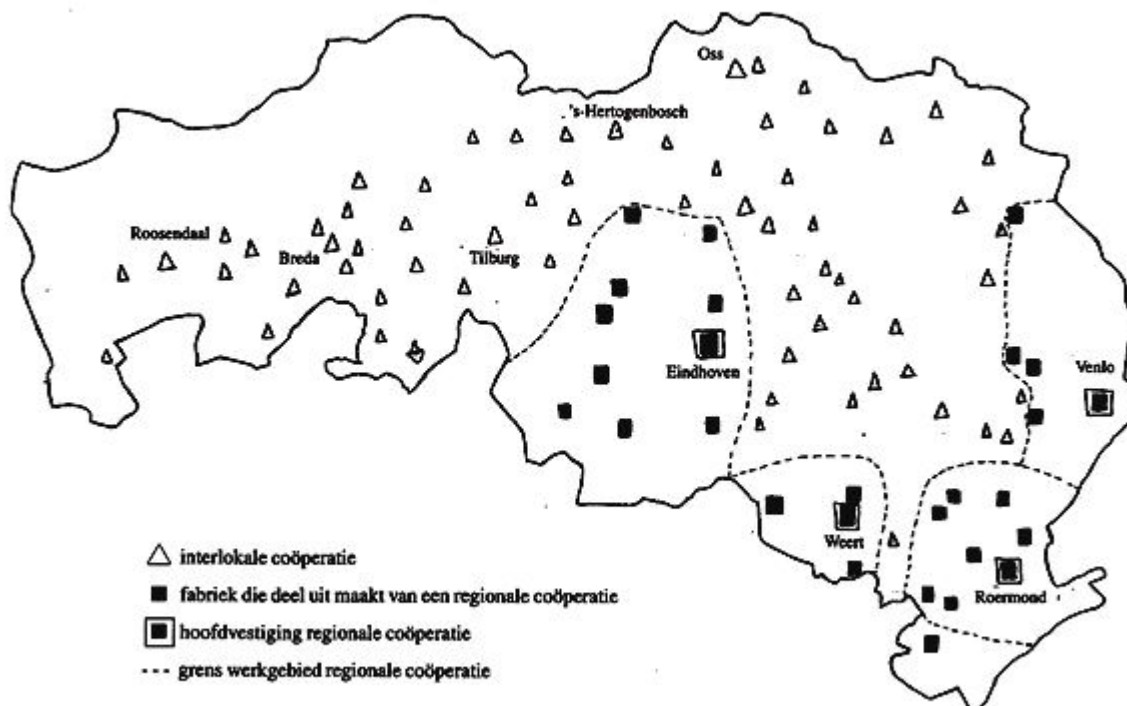 Oss
's-Hertogenbosch
Roosendaal
Breda
Tilburg
Eindhoven
Venlo
Weert
Roermond
interlokale coöperatie
fabriek die deel uit maakt van een regionale coöperatie
hoofdvestiging regionale coöperatie
grens werkgebied regionale coöperatie